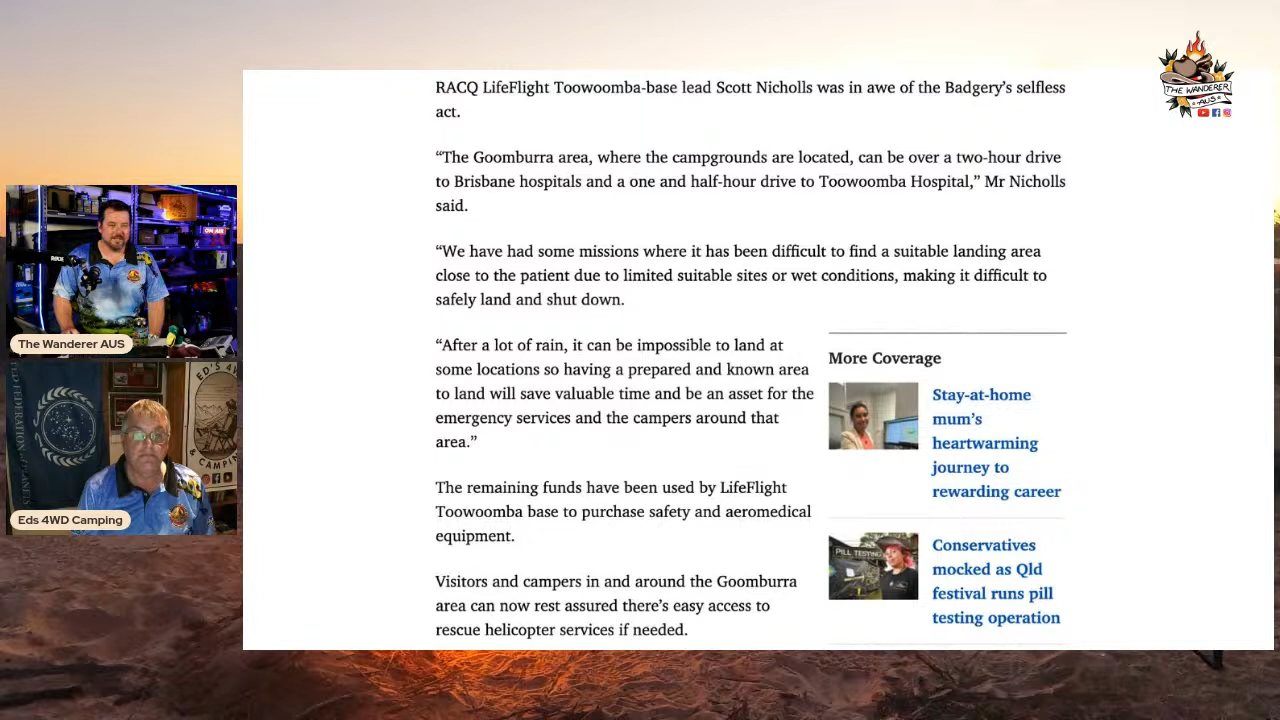 RACQ LifeFlight Toowoomba-base lead Scott Nicholls was in awe of the Badgery’s selfless
act.
“The Goomburra area, where the campgrounds are located, can be over a two-hour drive
to Brisbane hospitals and a one and half-hour drive to Toowoomba Hospital,” Mr Nicholls
said.
“We have had some missions where it has been difficult to find a suitable landing area
close to the patient due to limited suitable sites or wet conditions, making it difficult to
safely land and shut down.
“After a lot of rain, it can be impossible to land at
some locations so having a prepared and known area
to land will save valuable time and be an asset for the
emergency services and the campers around that
area.”
The remaining funds have been used by LifeFlight
Toowoomba base to purchase safety and aeromedical
equipment.
Visitors and campers in and around the Goomburra
area can now rest assured there’s easy access to
rescue helicopter services if needed.
More Coverage
Stay-at-home
mum’s
heartwarming
journey to
rewarding career
PILL TESTING
Conservatives
mocked as Qld
festival runs pill
testing operation
THE WANDERER
AUS
ON AIR
RODE
The Wanderer AUS
ED'S 4W
& CAMPING
Eds 4WD Camping